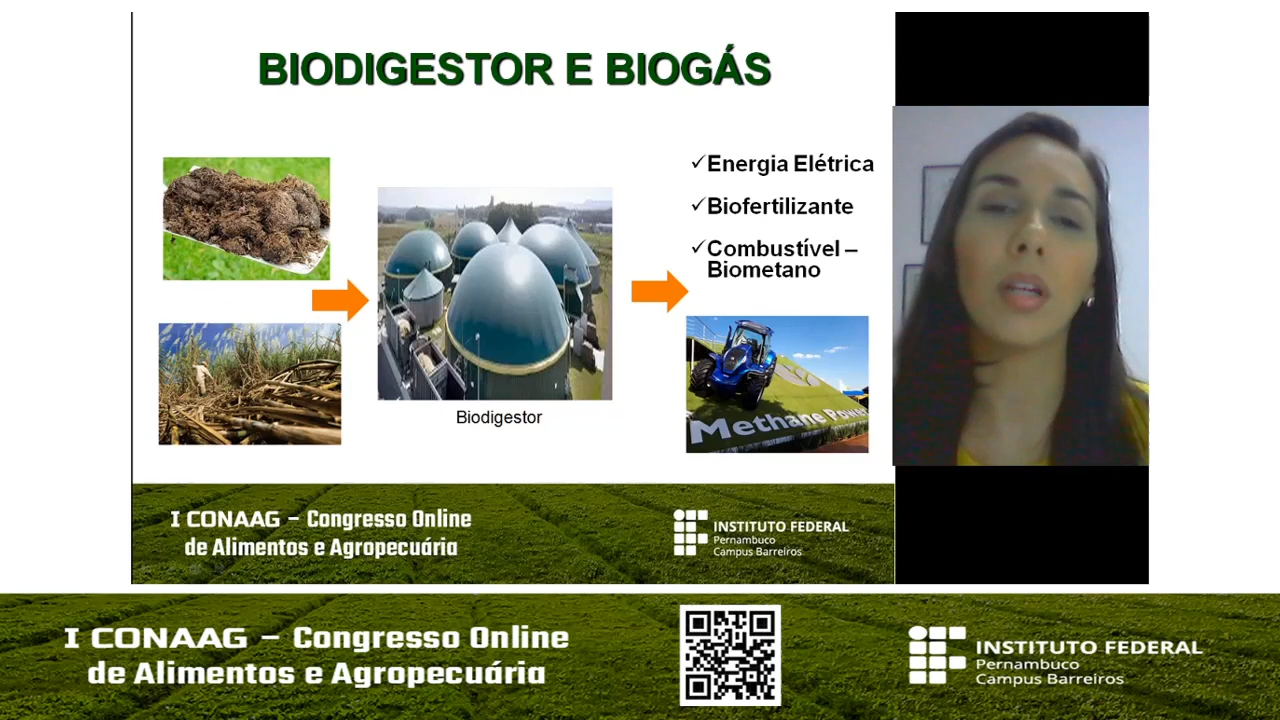 BIODIGESTOR E BIOGÁS
✓Energia Elétrica
✓Biofertilizante
✓Combustível –
Biometano
Methane Power
Biodigestor
I CONAAG – Congresso Online
de Alimentos e Agropecuária
INSTITUTO FEDERAL
Pernambuco
Campus Barreiros
I CONAAG – Congresso Online
de Alimentos e Agropecuária
INSTITUTO FEDERAL
Pernambuco
Campus Barreiros